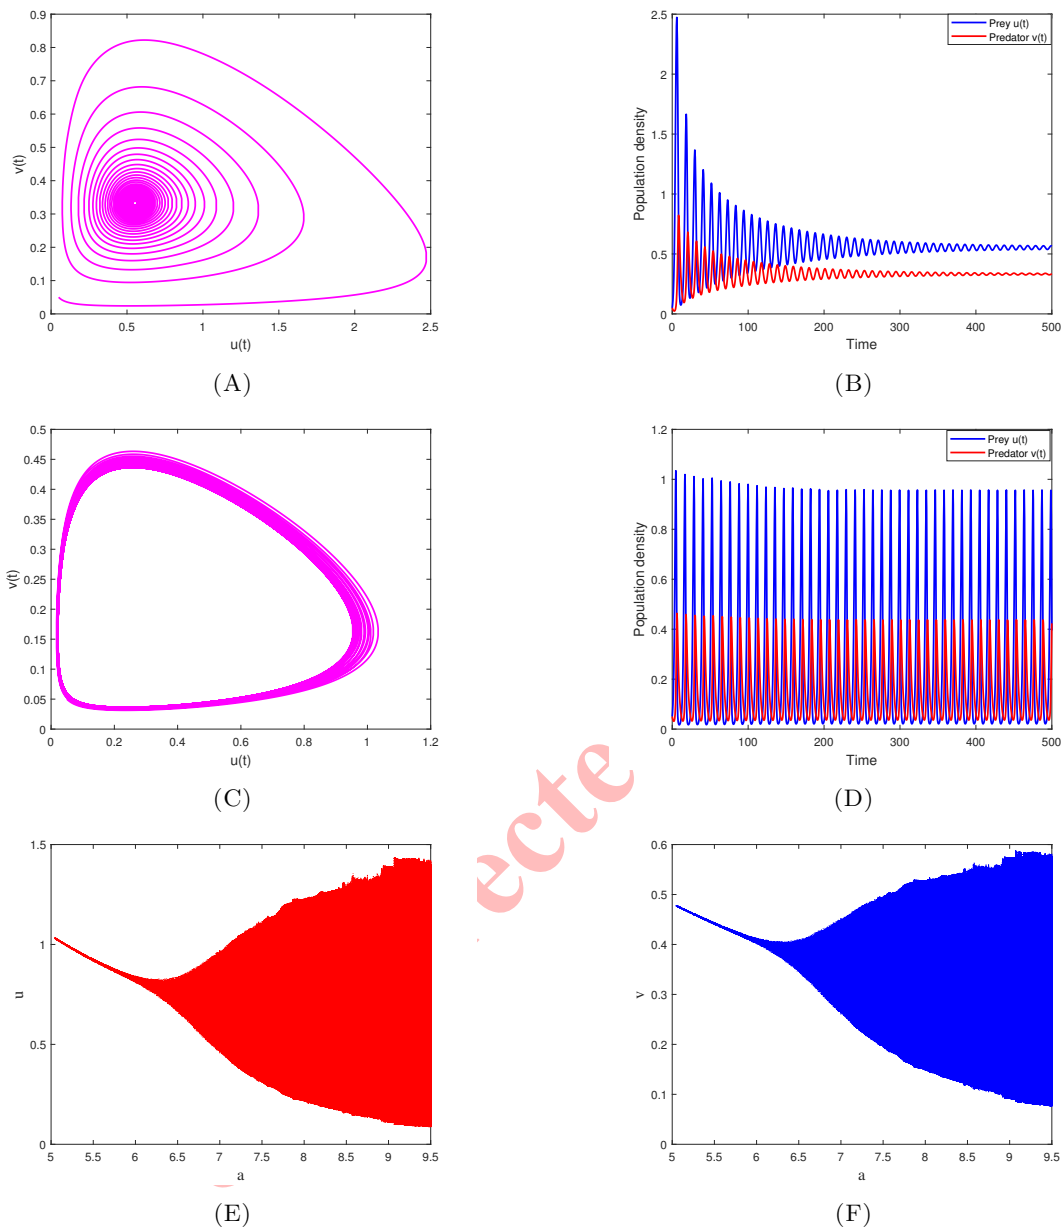 0.9
0.8
0.7
0.6
0.5
0.4
0.3
0.2
0.1
0
v(t)
0 0.5 1 1.5 2 2.5
u(t)
(A)
2.5
2
1.5
1
0.5
0
Population density
Prey u(t)
Predator v(t)
0 100 200 300 400 500
Time
(B)
0.5
0.45
0.4
0.35
0.3
0.25
0.2
0.15
0.1
0.05
0
v(t)
0 0.2 0.4 0.6 0.8 1 1.2
u(t)
(C)
1.2
1
0.8
0.6
0.4
0.2
0
Population density
Prey u(t)
Predator v(t)
0 100 200 300 400 500
Time
(D)
ecte
1.5
1
0.5
0
u
5 5.5 6 6.5 7 7.5 8 8.5 9 9.5
a
(E)
0.6
0.5
0.4
0.3
0.2
0.1
0
v
5 5.5 6 6.5 7 7.5 8 8.5 9 9.5
a
(F)